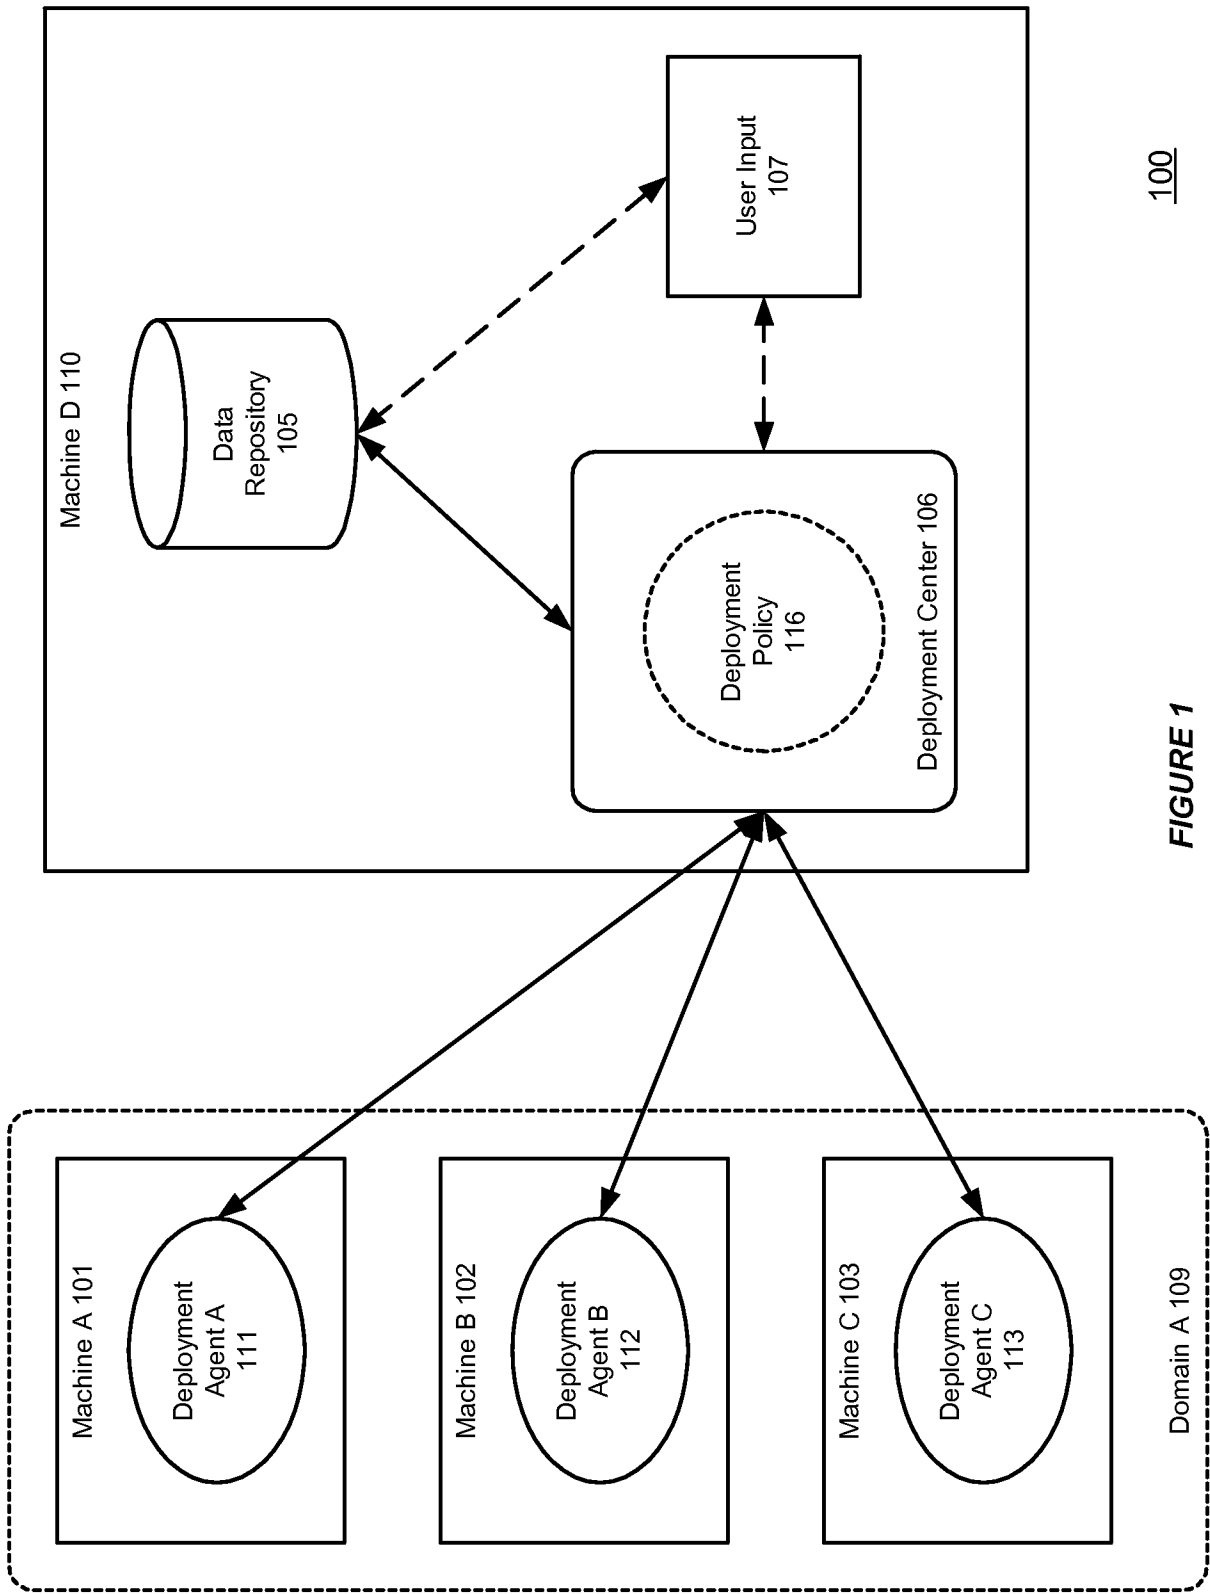 Machine A 101
Deployment
Agent A
111
Machine B 102
Deployment
Agent B
112
Machine C 103
Deployment
Agent C
113
Domain A 109
Machine D 110
Data
Repository
105
User Input
107
Deployment
Policy
116
Deployment Center 106
100
FIGURE 1